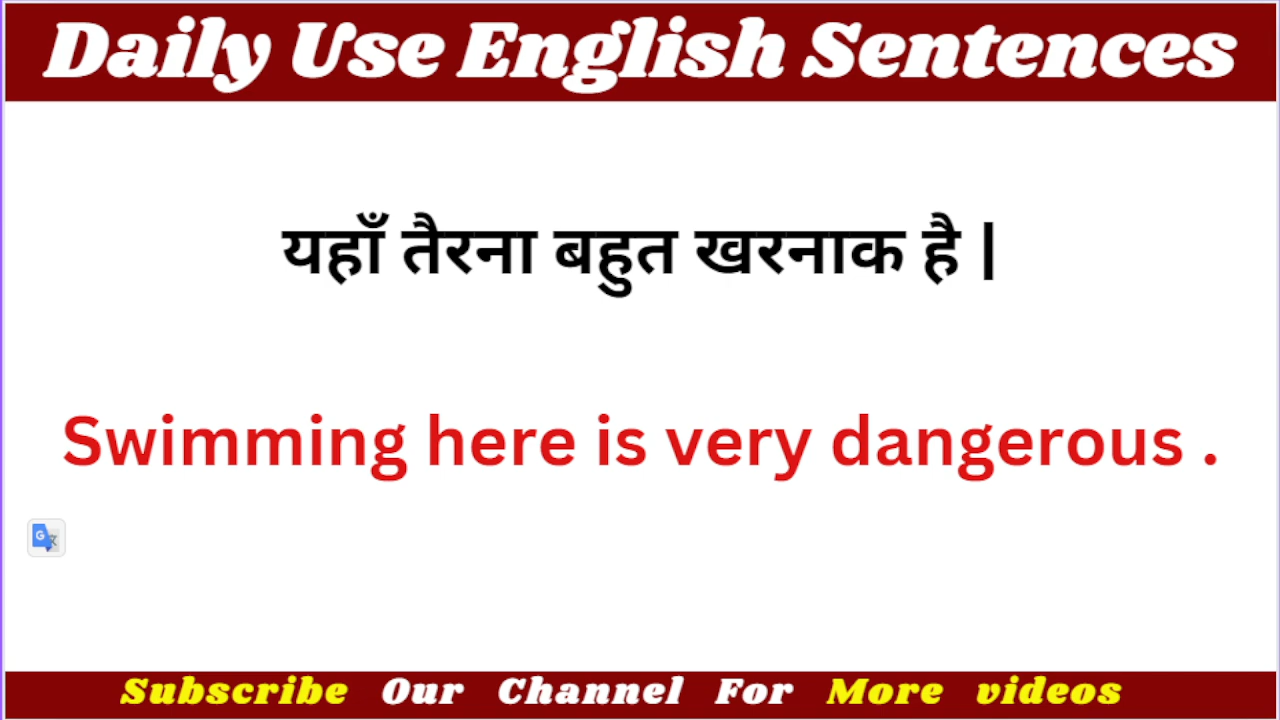 Daily Use English Sentences
यहाँ तैरना बहुत खरनाक है |
Swimming here is very dangerous .
Subscribe Our Channel For More videos